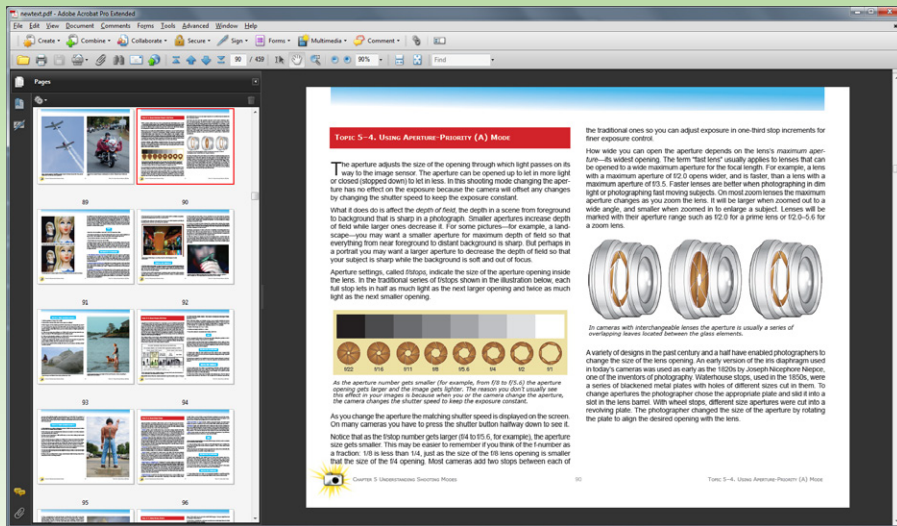 newtext.pdf - Adobe Acrobat Pro Extended
File Edit View Document Comments Forms Tools Advanced Window Help
Create Combine Collaborate Secure Sign Forms Multimedia Comment
90 / 439 80% Find
Pages
89 90
91 92
93 94
95 96
TOPIC 5–4. USING APERTURE-PRIORITY (A) MODE
The aperture adjusts the size of the opening through which light passes on its
way to the image sensor. The aperture can be opened up to let in more light
or closed (stopped down) to let in less. In this shooting mode changing the aper-
ture has no effect on the exposure because the camera will offset any changes
by changing the shutter speed to keep the exposure constant.
What it does do is affect the depth of field, the depth in a scene from foreground
to background that is sharp in a photograph. Smaller apertures increase depth
of field while larger ones decrease it. For some pictures—for example, a land-
scape—you may want a smaller aperture for maximum depth of field so that
everything from near foreground to distant background is sharp. But perhaps in
a portrait you may want a larger aperture to decrease the depth of field so that
your subject is sharp while the background is soft and out of focus.
Aperture settings, called f/stops, indicate the size of the aperture opening inside
the lens. In the traditional series of f/stops shown in the illustration below, each
full stop lets in half as much light as the next larger opening and twice as much
light as the next smaller opening.
f/22 f/16 f/11 f/8 f/5.6 f/4 f/2 f/1
As the aperture number gets smaller (for example, from f/8 to f/5.6) the aperture
opening gets larger and the image gets lighter. The reason you don't usually see
this effect in your images is because when you or the camera change the aperture,
the camera changes the shutter speed to keep the exposure constant.
As you change the aperture the matching shutter speed is displayed on the screen.
On many cameras you have to press the shutter button halfway down to see it.
Notice that as the f/stop number gets larger (f/4 to f/5.6, for example), the aperture
size gets smaller. This may be easier to remember if you think of the f-number as
a fraction: 1/8 is less than 1/4, just as the size of the f/8 lens opening is smaller
that the size of the f/4 opening. Most cameras add two stops between each of
CHAPTER 5 UNDERSTANDING SHOOTING MODES
the traditional ones so you can adjust exposure in one-third stop increments for
finer exposure control.
How wide you can open the aperture depends on the lens's maximum aper-
ture—its widest opening. The term "fast lens" usually applies to lenses that can
be opened to a wide maximum aperture for the focal length. For example, a lens
with a maximum aperture of f/2.0 opens wider, and is faster, than a lens with a
maximum aperture of f/3.5. Faster lenses are better when photographing in dim
light or photographing fast moving subjects. On most zoom lenses the maximum
aperture changes as you zoom the lens. It will be larger when zoomed out to a
wide angle, and smaller when zoomed in to enlarge a subject. Lenses will be
marked with their aperture range such as f/2.0 for a prime lens or f/2.0–5.6 for
a zoom lens.
In cameras with interchangeable lenses the aperture is usually a series of
overlapping leaves located between the glass elements.
A variety of designs in the past century and a half have enabled photographers to
change the size of the lens opening. An early version of the iris diaphragm used
in today's cameras was used as early as the 1820s by Joseph Nicephore Niepce,
one of the inventors of photography. Waterhouse stops, used in the 1850s, were
a series of blackened metal plates with holes of different sizes cut in them. To
change apertures the photographer chose the appropriate plate and slid it into a
slot in the lens barrel. With wheel stops, different size apertures were cut into a
revolving plate. The photographer changed the size of the aperture by rotating
the plate to align the desired opening with the lens.
90
TOPIC 5–4. USING APERTURE-PRIORITY (A) MODE